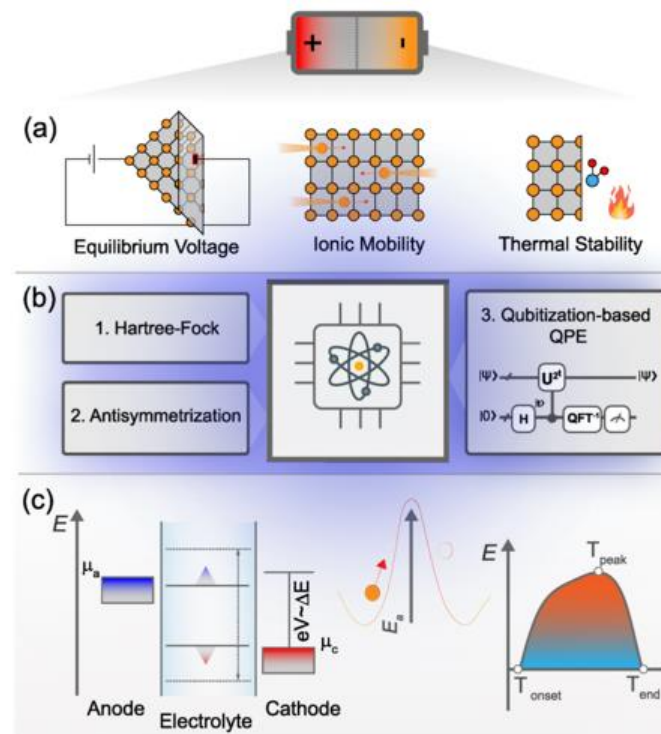 + -
(a)
Equilibrium Voltage
Ionic Mobility
Thermal Stability
(b)
1. Hartree-Fock
2. Antisymmetrization
3. Qubitization-based
QPE
|Ψ⟩
U²ᵗ
|Ψ⟩
|0⟩
H
QFT⁻¹
(c)
E
μa
Anode
Electrolyte
eV~ΔE
μc
Cathode
Ea
E
Tpeak
Tonset
Tend